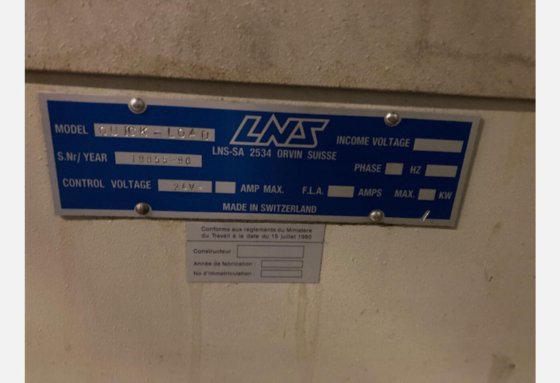 MODEL QUICK-LOAD
LNS
INCOME VOLTAGE
LNS-SA 2534 ORVIN SUISSE
S.Nr/ YEAR
PHASE HZ
CONTROL VOLTAGE 24V- AMP MAX. F.L.A. AMPS MAX. KW
MADE IN SWITZERLAND
Conforme aux règlements du Ministère
du Travail à la date du 15 juillet 1980
Constructeur :
Année de fabrication :
No d'immatriculation :